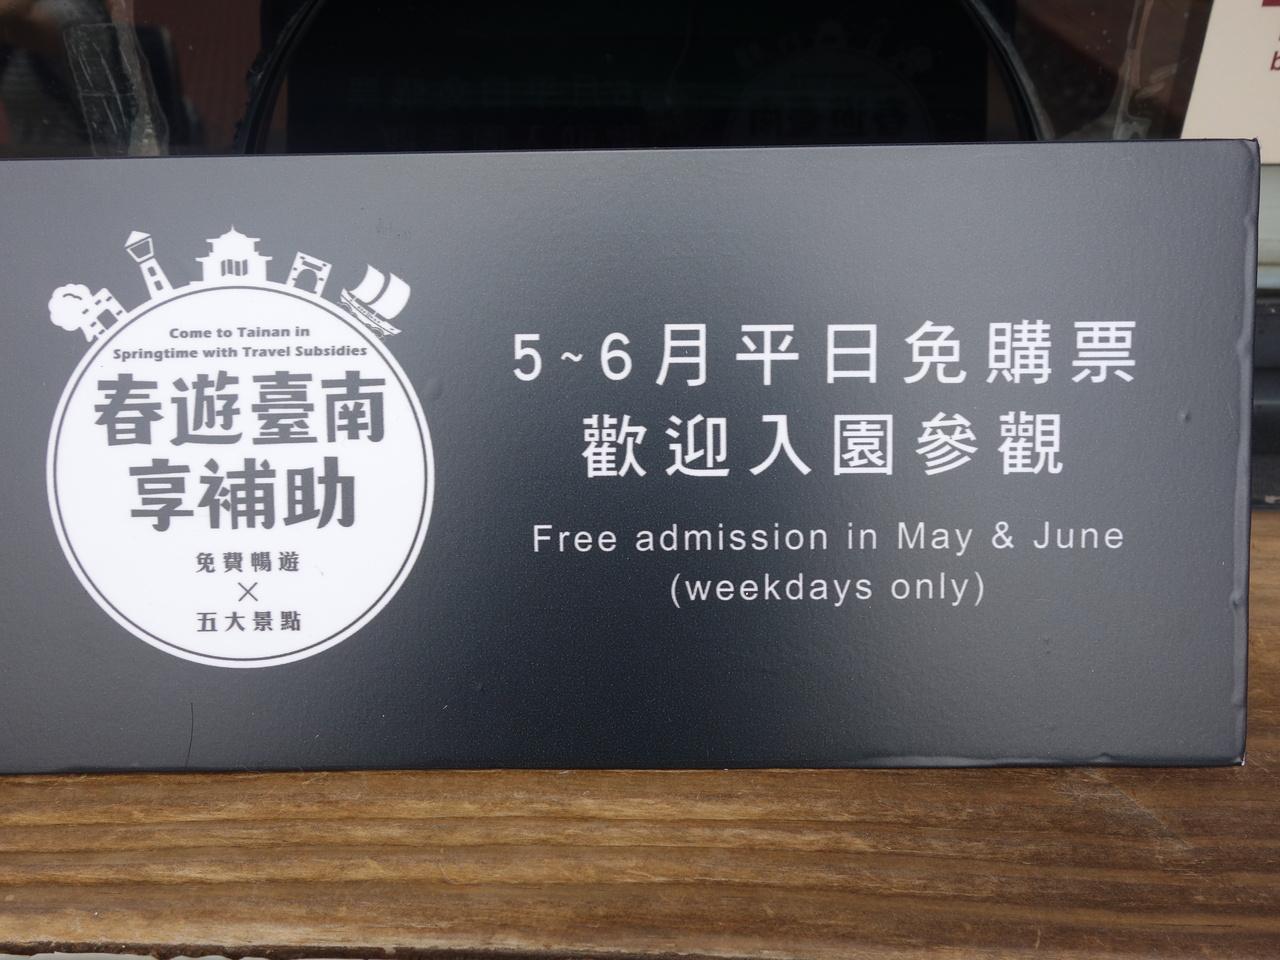 Come to Tainan in
Springtime with Travel Subsidies
春遊臺南
享補助
免費暢遊
×
五大景點
5~6月平日免購票
歡迎入園參觀
Free admission in May & June
(weekdays only)